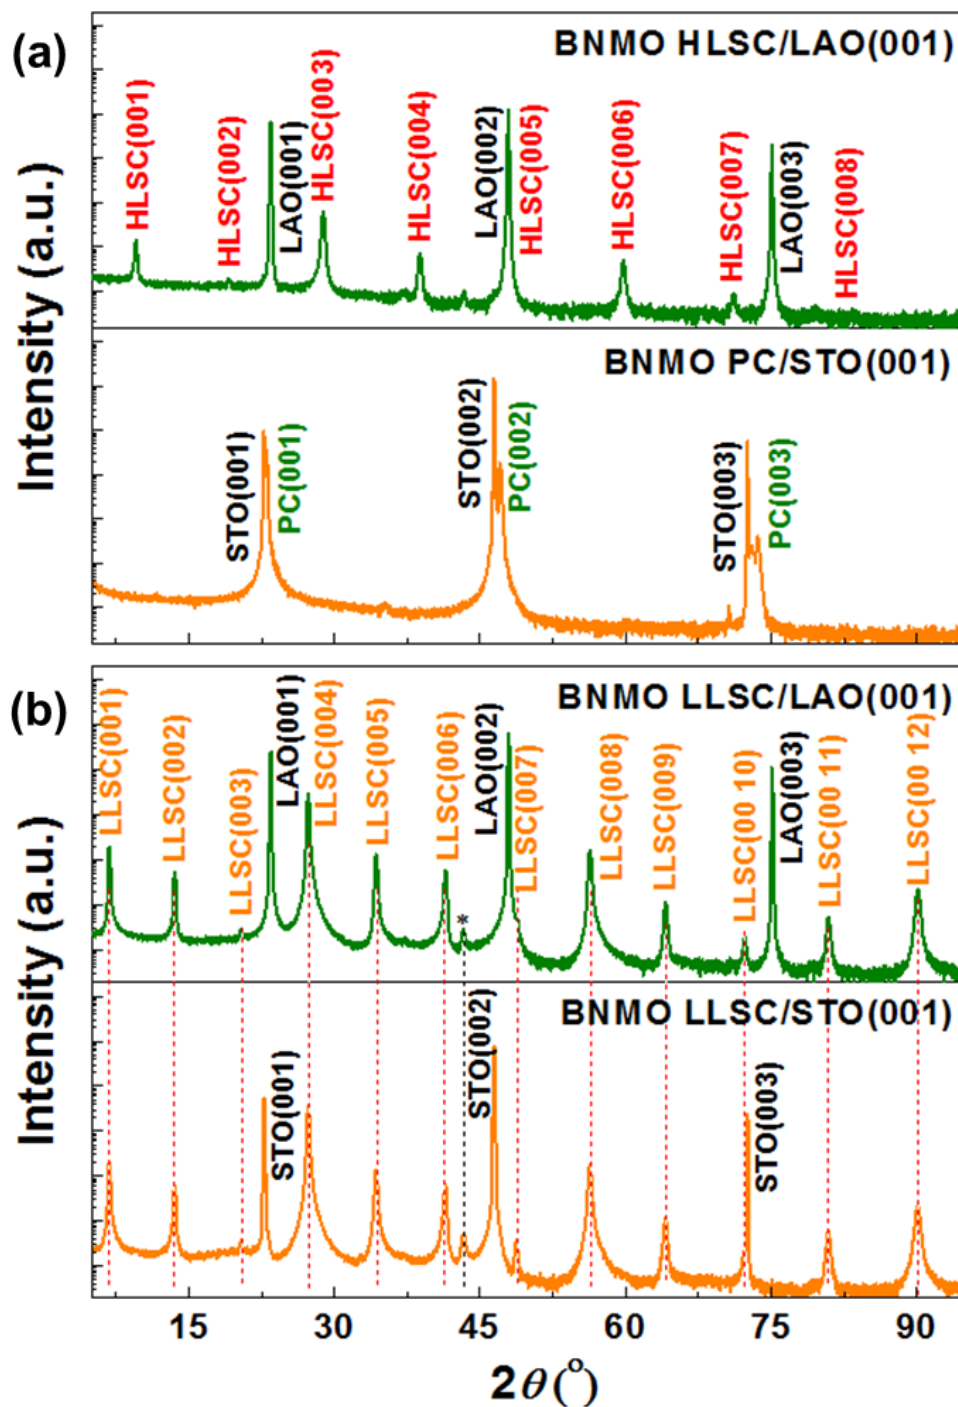 (a)
BNMO HLSC/LAO(001)
HLSC(001)
HLSC(002)
LAO(001)
HLSC(003)
HLSC(004)
LAO(002)
HLSC(005)
HLSC(006)
HLSC(007)
LAO(003)
HLSC(008)
Intensity (a.u.)
BNMO PC/STO(001)
STO(001)
PC(001)
STO(002)
PC(002)
STO(003)
PC(003)
(b)
BNMO LLSC/LAO(001)
LLSC(001)
LLSC(002)
LLSC(003)
LAO(001)
LLSC(004)
LLSC(005)
LLSC(006)
*
LAO(002)
LLSC(007)
LLSC(008)
LLSC(009)
LLSC(00 10)
LAO(003)
LLSC(00 11)
LLSC(00 12)
Intensity (a.u.)
BNMO LLSC/STO(001)
STO(001)
STO(002)
STO(003)
15 30 45 60 75 90
2θ(°)